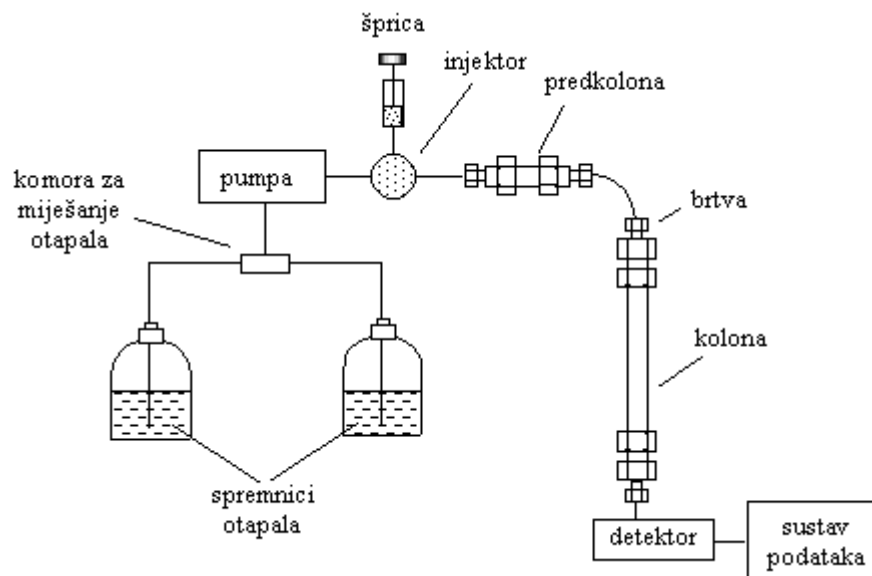 šprica
injektor
predkolona
pumpa
komora za
miješanje
otapala
brtva
kolona
spremnici
otapala
detektor
sustav
podataka